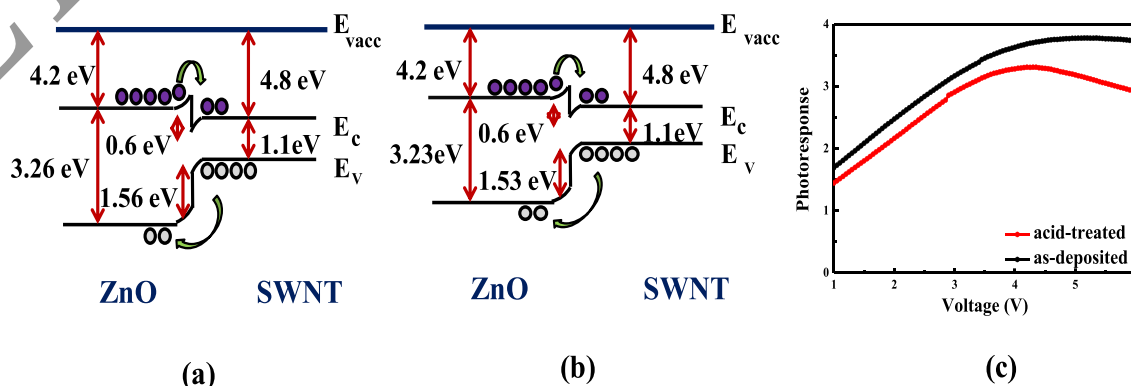 E vacc
4.2 eV
4.8 eV
0.6 eV
E c
1.1eV
3.26 eV
E v
1.56 eV
ZnO
SWNT
(a)
E vacc
4.2 eV
4.8 eV
0.6 eV
E c
1.1eV
3.23eV
E v
1.53 eV
ZnO
SWNT
(b)
4
3
2
1
0
Photoresponse
acid-treated
as-deposited
1
2
3
4
5
Voltage (V)
(c)